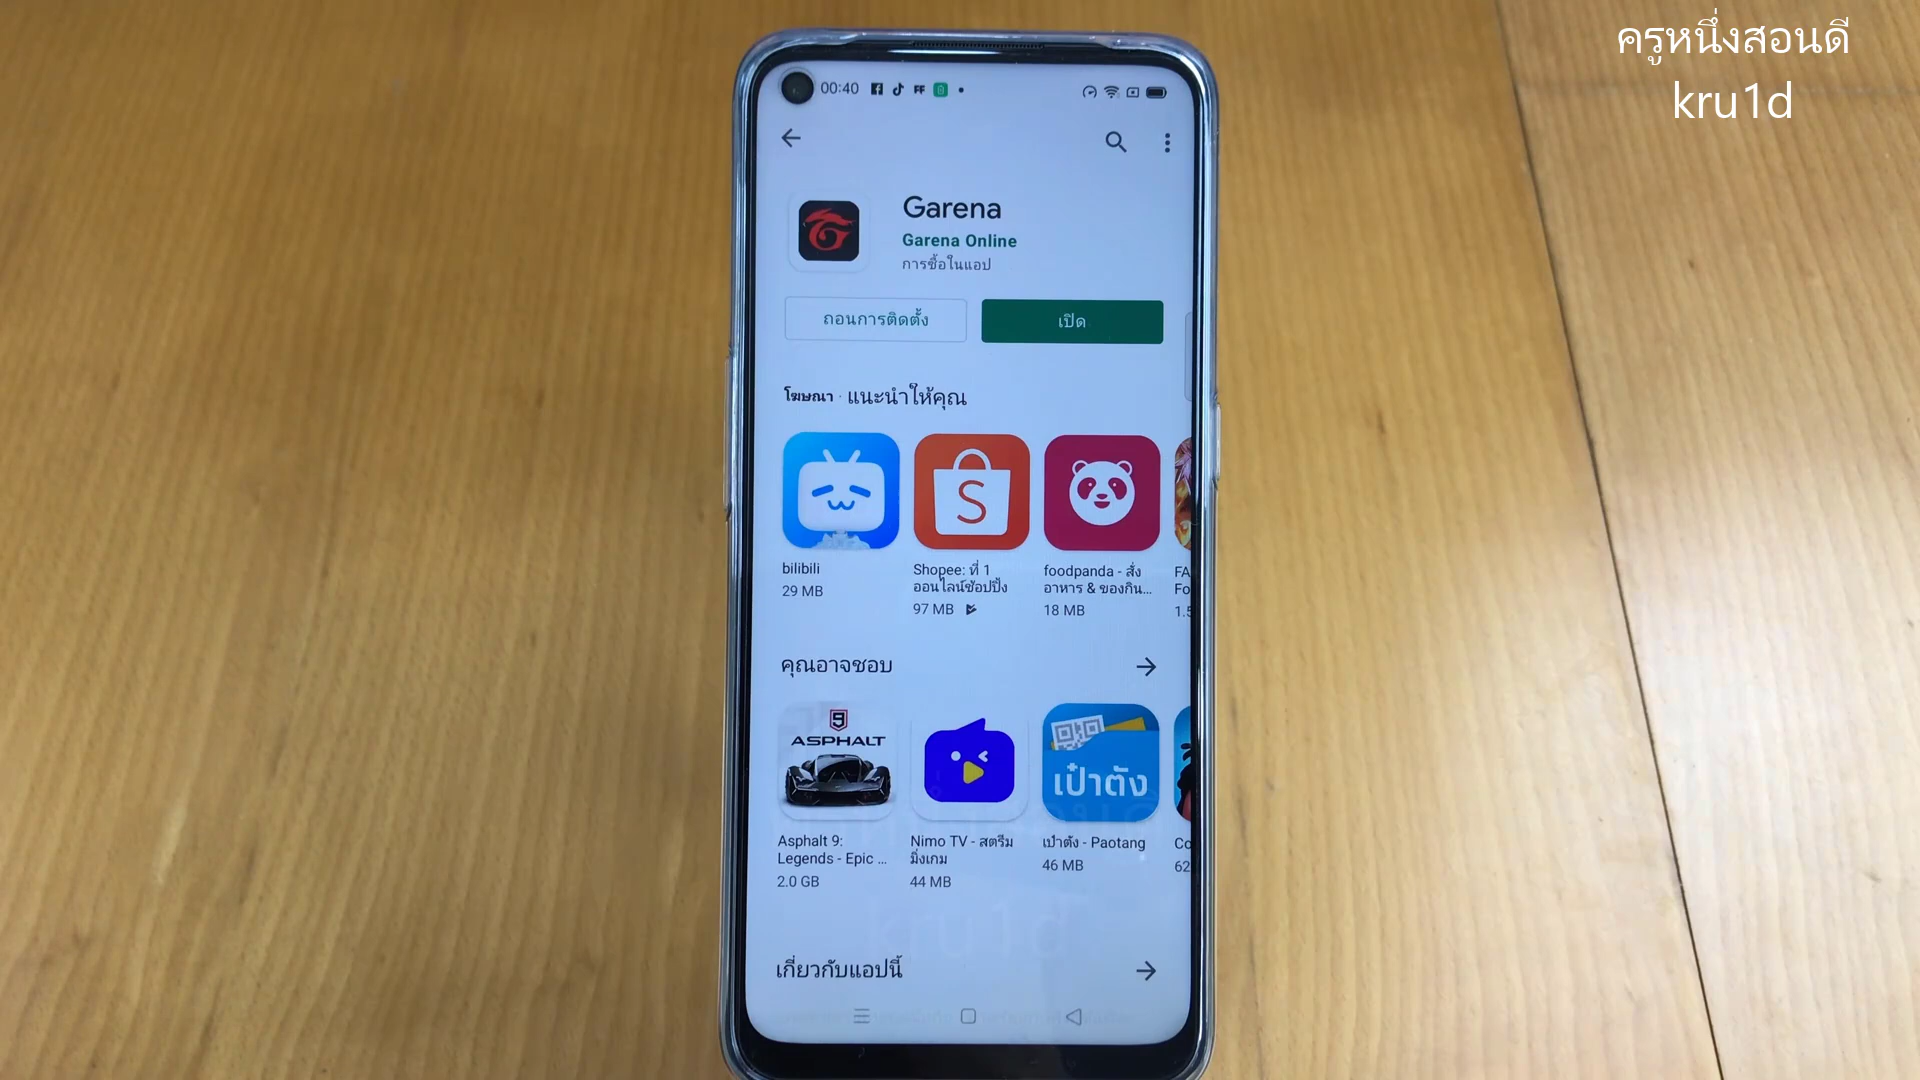 ครูหนึ่งสอนดี
kru1d
00:40
Garena
Garena Online
การซื้อในแอป
ถอนการติดตั้ง
เปิด
โฆษณา · แนะนำให้คุณ
S
bilibili
29 MB
Shopee: ที่ 1
ออนไลน์ช้อปปิ้ง
97 MB
foodpanda - สั่ง
อาหาร & ของกิน...
18 MB
FA
Fo
1.5
คุณอาจชอบ
9
ASPHALT
เป๋าตัง
Asphalt 9:
Legends - Epic ...
2.0 GB
Nimo TV - สตรีม
มิ่งเกม
44 MB
เป๋าตัง - Paotang
46 MB
Co
62
เกี่ยวกับแอปนี้